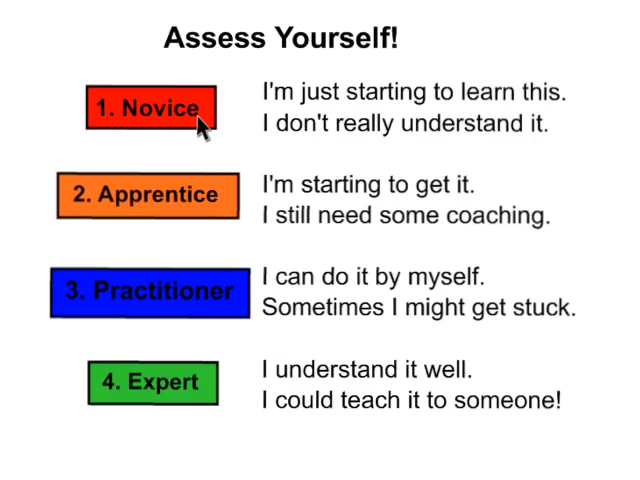 Assess Yourself!
1. Novice
I'm just starting to learn this.
I don't really understand it.
2. Apprentice
I'm starting to get it.
I still need some coaching.
3. Practitioner
I can do it by myself.
Sometimes I might get stuck.
4. Expert
I understand it well.
I could teach it to someone!